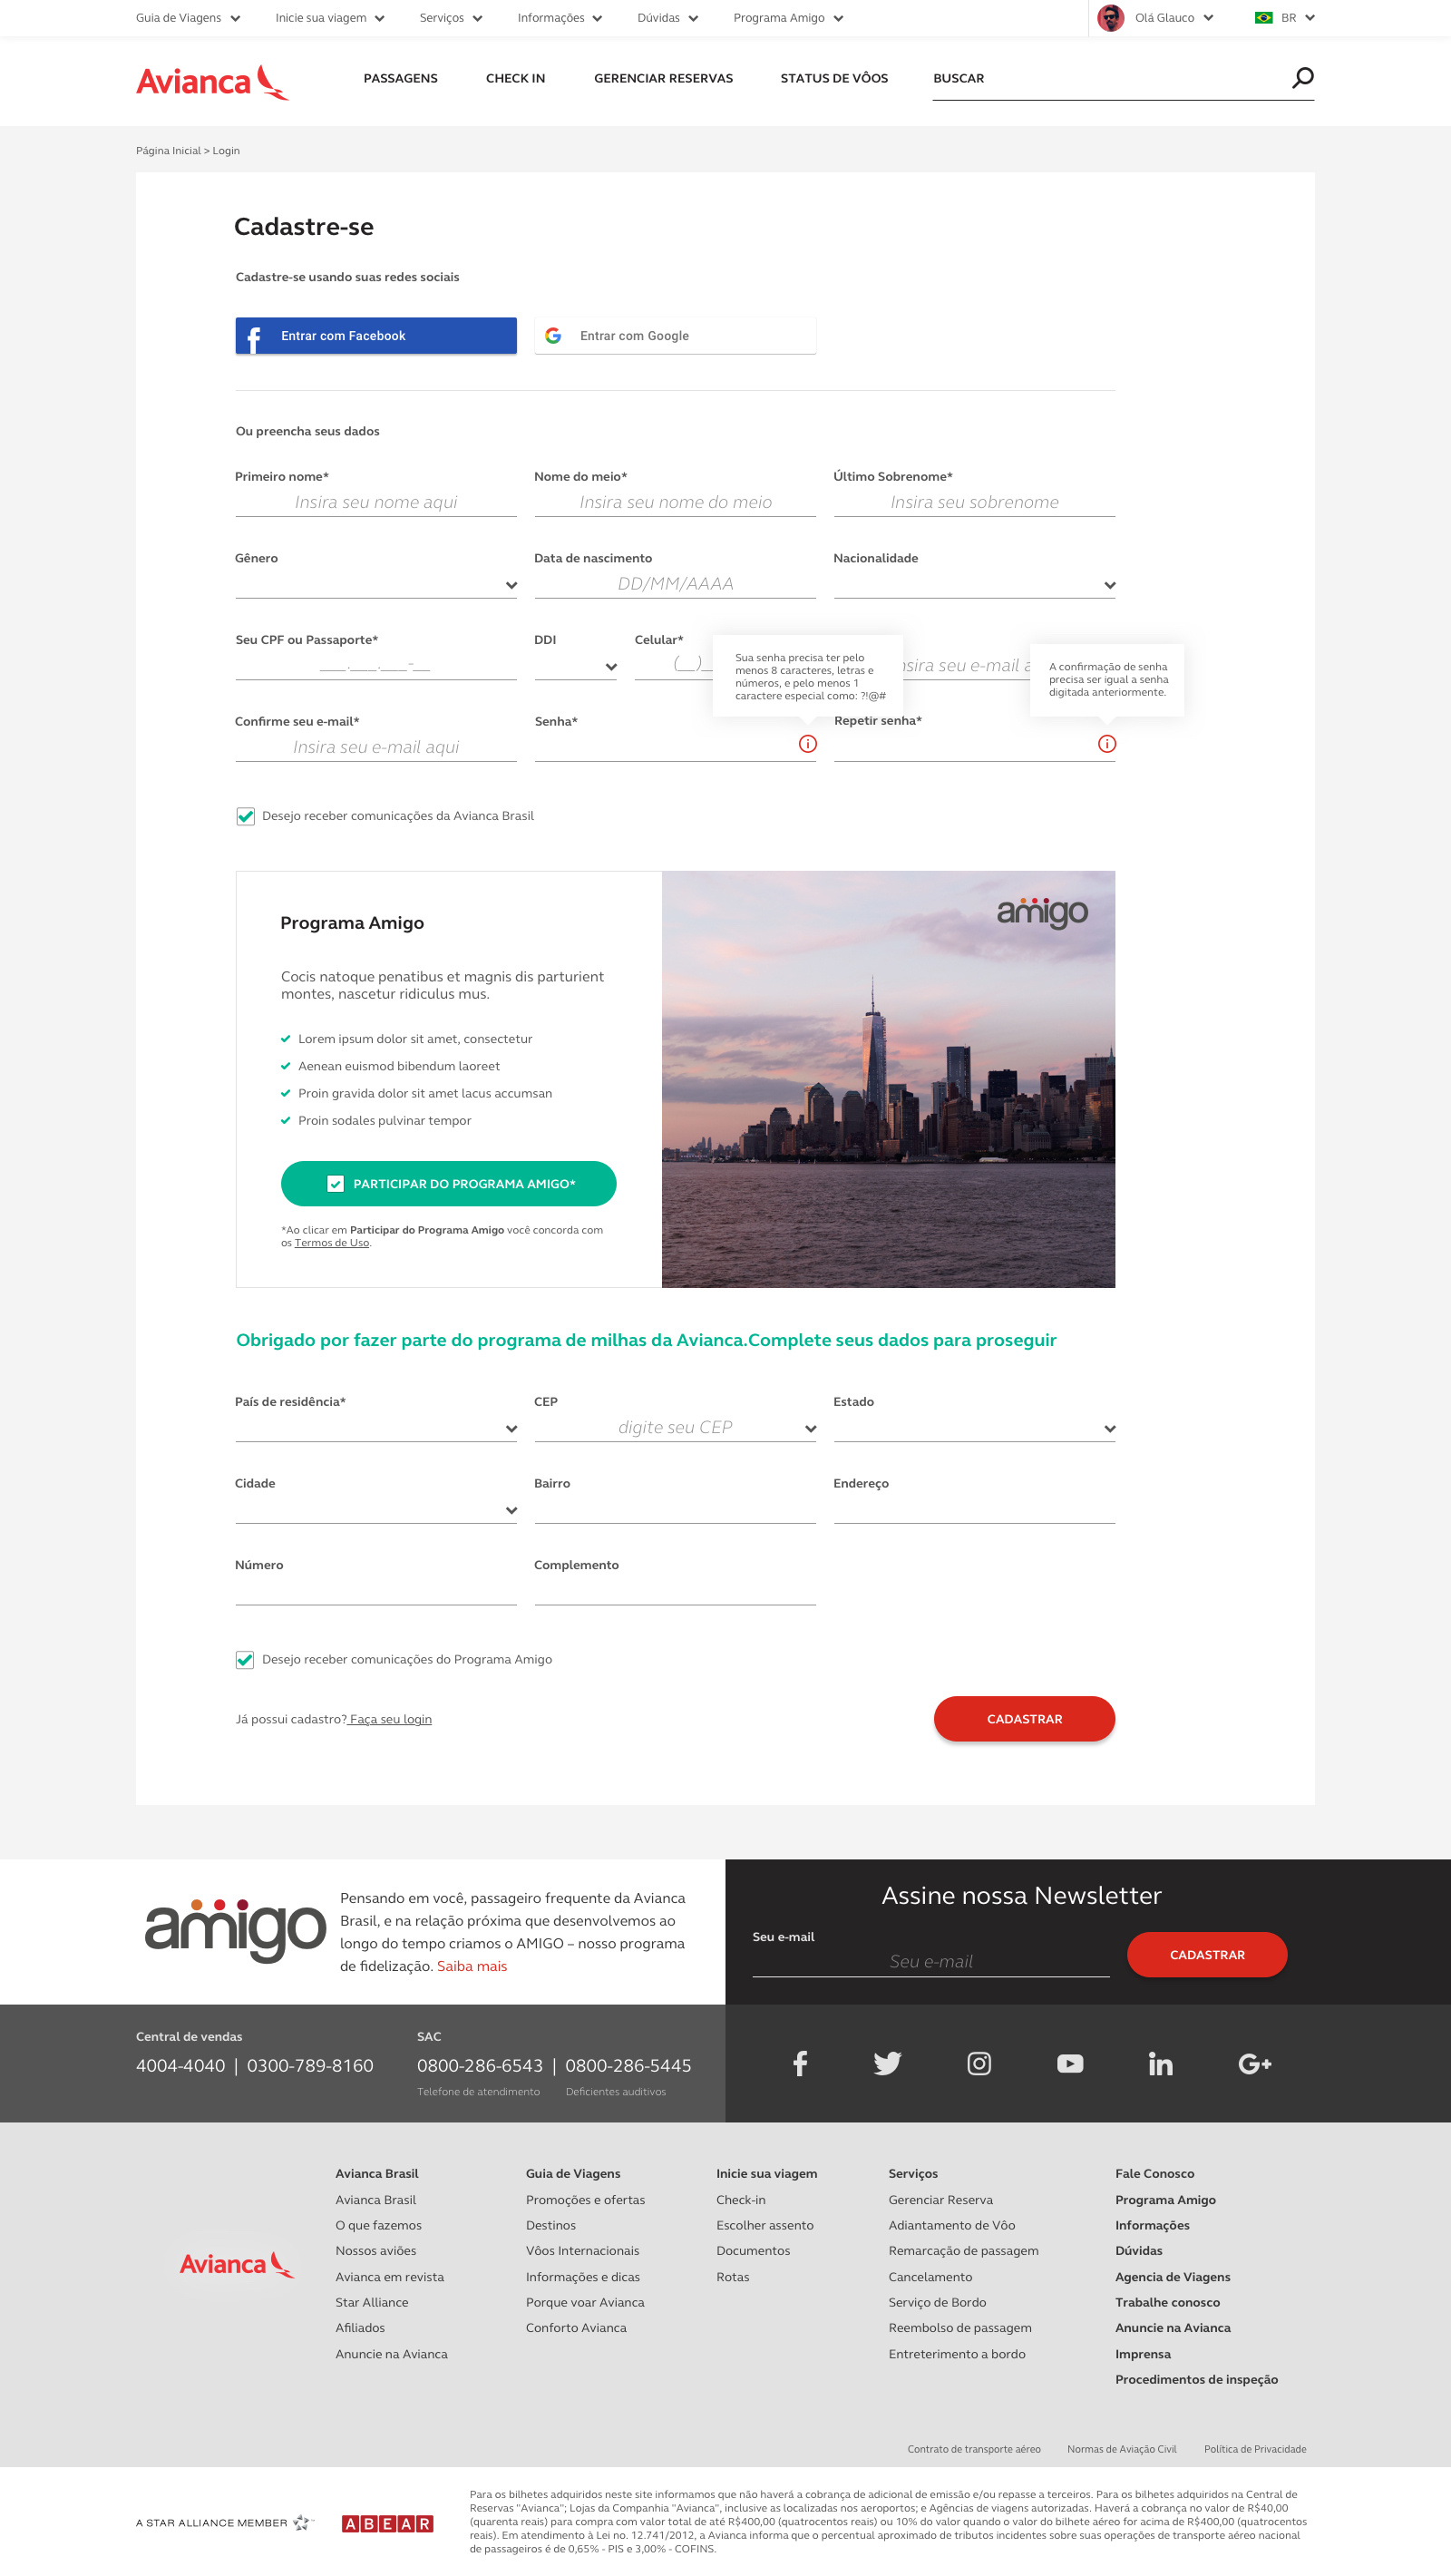 Guia de Viagens Inicie sua viagem Serviços Informações Dúvidas Programa Amigo Olá Glauco BR
Avianca PASSAGENS CHECK IN GERENCIAR RESERVAS STATUS DE VÔOS BUSCAR
Página Inicial > Login
Cadastre-se
Cadastre-se usando suas redes sociais
Entrar com Facebook Entrar com Google
Ou preencha seus dados
Primeiro nome* Nome do meio* Último Sobrenome*
Insira seu nome aqui Insira seu nome do meio Insira seu sobrenome
Gênero Data de nascimento Nacionalidade
DD/MM/AAAA
Seu CPF ou Passaporte* DDI Celular*
___.___.___-__ (__)_ nsira seu e-mail a
Sua senha precisa ter pelo
menos 8 caracteres, letras e
números, e pelo menos 1
caractere especial como: ?!@#
A confirmação de senha
precisa ser igual a senha
digitada anteriormente.
Confirme seu e-mail* Senha* Repetir senha*
Insira seu e-mail aqui
Desejo receber comunicações da Avianca Brasil
Programa Amigo
amigo
Cocis natoque penatibus et magnis dis parturient
montes, nascetur ridiculus mus.
Lorem ipsum dolor sit amet, consectetur
Aenean euismod bibendum laoreet
Proin gravida dolor sit amet lacus accumsan
Proin sodales pulvinar tempor
PARTICIPAR DO PROGRAMA AMIGO*
*Ao clicar em Participar do Programa Amigo você concorda com
os Termos de Uso.
Obrigado por fazer parte do programa de milhas da Avianca.Complete seus dados para proseguir
País de residência* CEP Estado
digite seu CEP
Cidade Bairro Endereço
Número Complemento
Desejo receber comunicações do Programa Amigo
Já possui cadastro? Faça seu login CADASTRAR
amigo
Pensando em você, passageiro frequente da Avianca
Brasil, e na relação próxima que desenvolvemos ao
longo do tempo criamos o AMIGO – nosso programa
de fidelização. Saiba mais
Assine nossa Newsletter
Seu e-mail
Seu e-mail
CADASTRAR
Central de vendas SAC
4004-4040 | 0300-789-8160 0800-286-6543 | 0800-286-5445
Telefone de atendimento Deficientes auditivos
Avianca
Avianca Brasil
Avianca Brasil
O que fazemos
Nossos aviões
Avianca em revista
Star Alliance
Afiliados
Anuncie na Avianca
Guia de Viagens
Promoções e ofertas
Destinos
Vôos Internacionais
Informações e dicas
Porque voar Avianca
Conforto Avianca
Inicie sua viagem
Check-in
Escolher assento
Documentos
Rotas
Serviços
Gerenciar Reserva
Adiantamento de Vôo
Remarcação de passagem
Cancelamento
Serviço de Bordo
Reembolso de passagem
Entreterimento a bordo
Fale Conosco
Programa Amigo
Informações
Dúvidas
Agencia de Viagens
Trabalhe conosco
Anuncie na Avianca
Imprensa
Procedimentos de inspeção
Contrato de transporte aéreo Normas de Aviação Civil Política de Privacidade
A STAR ALLIANCE MEMBER ABEAR
Para os bilhetes adquiridos neste site informamos que não haverá a cobrança de adicional de emissão e/ou repasse a terceiros. Para os bilhetes adquiridos na Central de
Reservas "Avianca"; Lojas da Companhia "Avianca", inclusive as localizadas nos aeroportos; e Agências de viagens autorizadas. Haverá a cobrança no valor de R$40,00
(quarenta reais) para compra com valor total de até R$400,00 (quatrocentos reais) ou 10% do valor quando o valor do bilhete aéreo for acima de R$400,00 (quatrocentos
reais). Em atendimento à Lei no. 12.741/2012, a Avianca informa que o percentual aproximado de tributos incidentes sobre suas operações de transporte aéreo nacional
de passageiros é de 0,65% - PIS e 3,00% - COFINS.